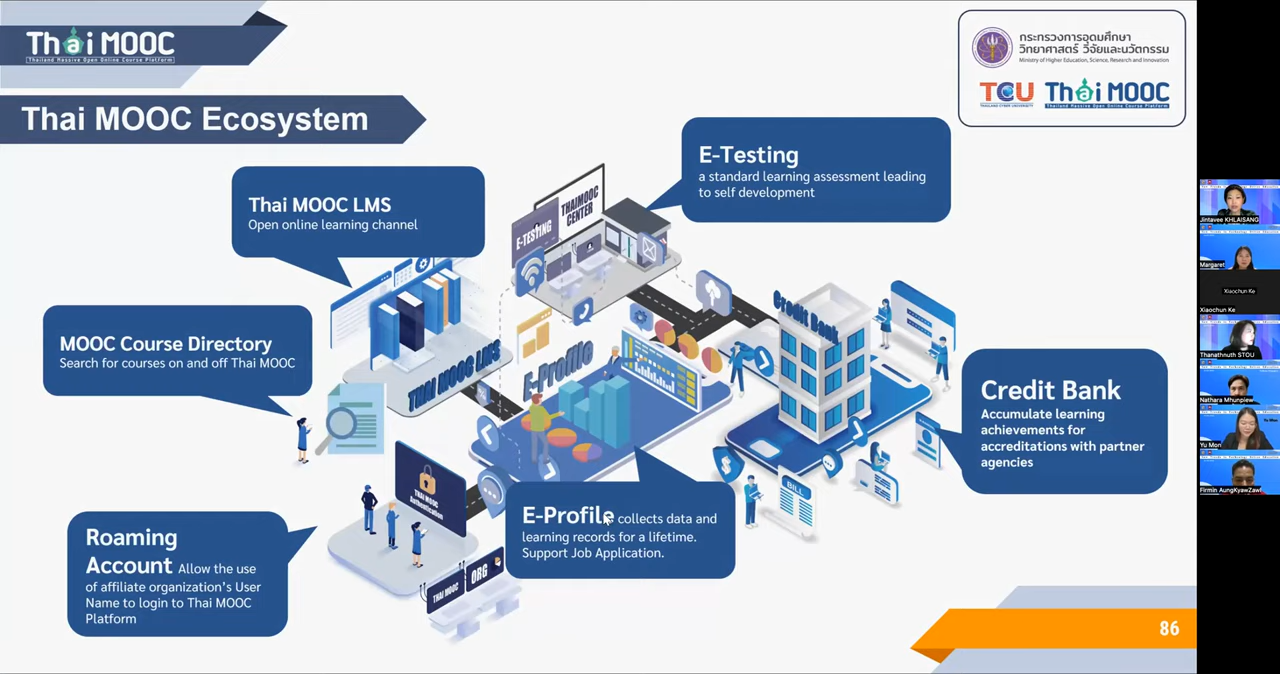 Thai MOOC
Thailand Massive Open Online Course Platform
กระทรวงการอุดมศึกษา
วิทยาศาสตร์ วิจัยและนวัตกรรม
Ministry of Higher Education, Science, Research and Innovation
TCU Thai MOOC
THAILAND CYBER UNIVERSITY Thailand Massive Open Online Course Platform
Thai MOOC Ecosystem
E-Testing
a standard learning assessment leading
to self development
Thai MOOC LMS
Open online learning channel
E-TESTING
THAIMOOC
CENTER
MOOC Course Directory
Search for courses on and off Thai MOOC
THAI MOOC LMS
E-Profile
Credit Bank
Credit Bank
Accumulate learning
achievements for
accreditations with partner
agencies
BILL
THAI MOOC
Authentication
E-Profile collects data and
learning records for a lifetime.
Support Job Application.
Roaming
Account Allow the use
of affiliate organization's User
Name to login to Thai MOOC
Platform
THAI MOOC
ORG
86
Jintavee KHLAISANG
Margaret
Xiaochun Ke
Xiaochun Ke
Thanathnuth STOU
Nathara Mhunpiew
Yu Mon
Firmin AungKyawZaw